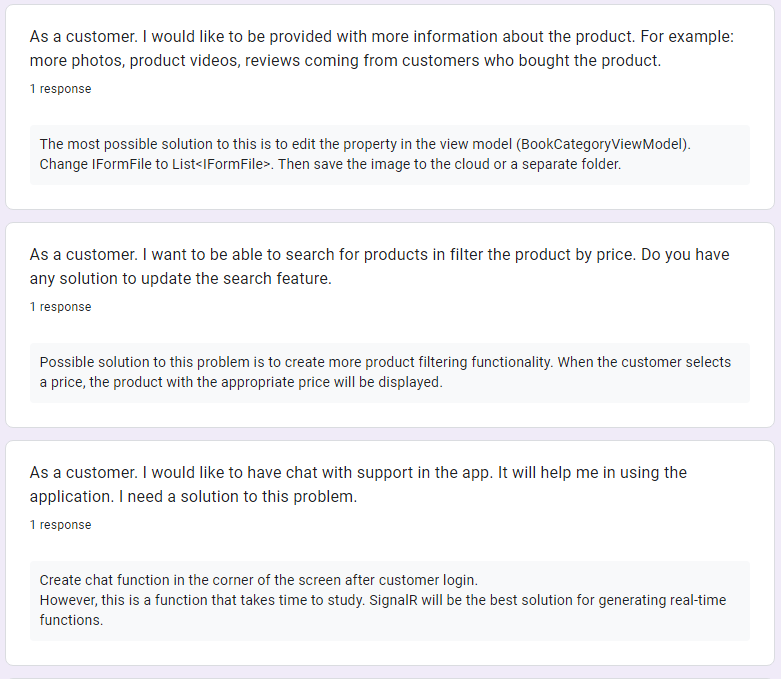 As a customer. I would like to be provided with more information about the product. For example:
more photos, product videos, reviews coming from customers who bought the product.
1 response
The most possible solution to this is to edit the property in the view model (BookCategoryViewModel).
Change IFormFile to List<IFormFile>. Then save the image to the cloud or a separate folder.
As a customer. I want to be able to search for products in filter the product by price. Do you have
any solution to update the search feature.
1 response
Possible solution to this problem is to create more product filtering functionality. When the customer selects
a price, the product with the appropriate price will be displayed.
As a customer. I would like to have chat with support in the app. It will help me in using the
application. I need a solution to this problem.
1 response
Create chat function in the corner of the screen after customer login.
However, this is a function that takes time to study. SignalR will be the best solution for generating real-time
functions.